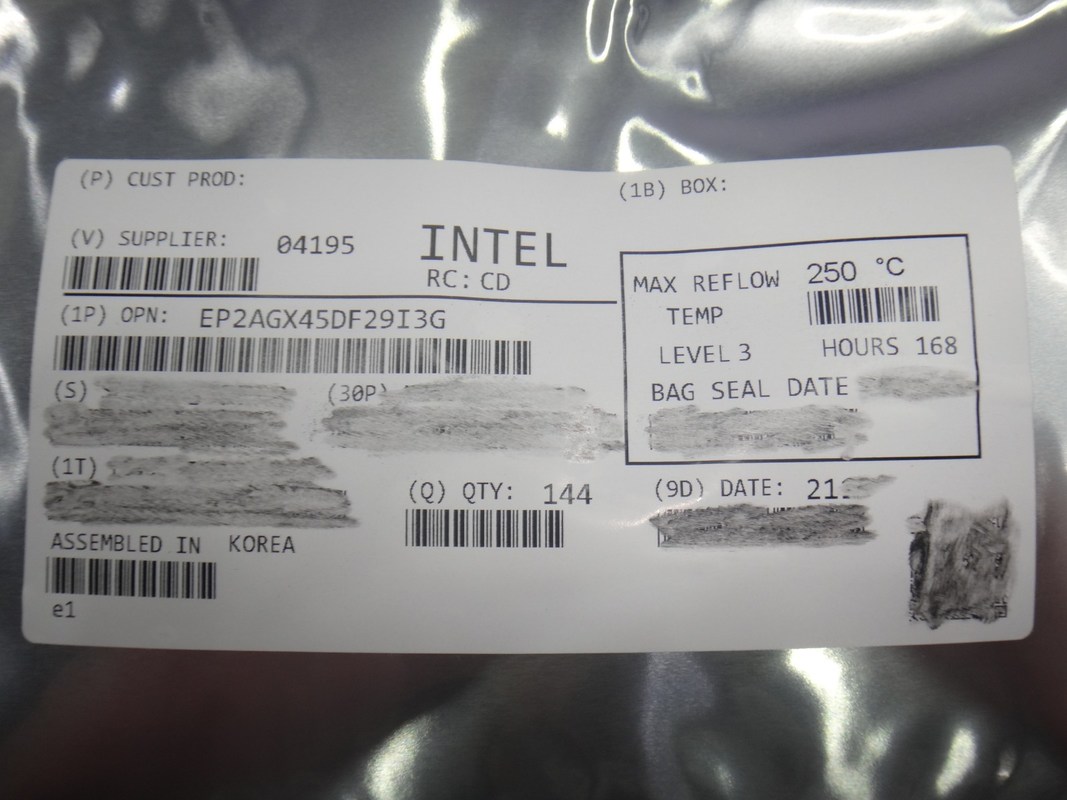 (P) CUST PROD:
(1B) BOX:
(V) SUPPLIER: 04195
INTEL
RC: CD
MAX REFLOW TEMP 250 °C
LEVEL 3 HOURS 168
BAG SEAL DATE
(1P) OPN: EP2AGX45DF29I3G
(S)
(30P)
(1T)
(Q) QTY: 144
(9D) DATE: 21
ASSEMBLED IN KOREA
e1